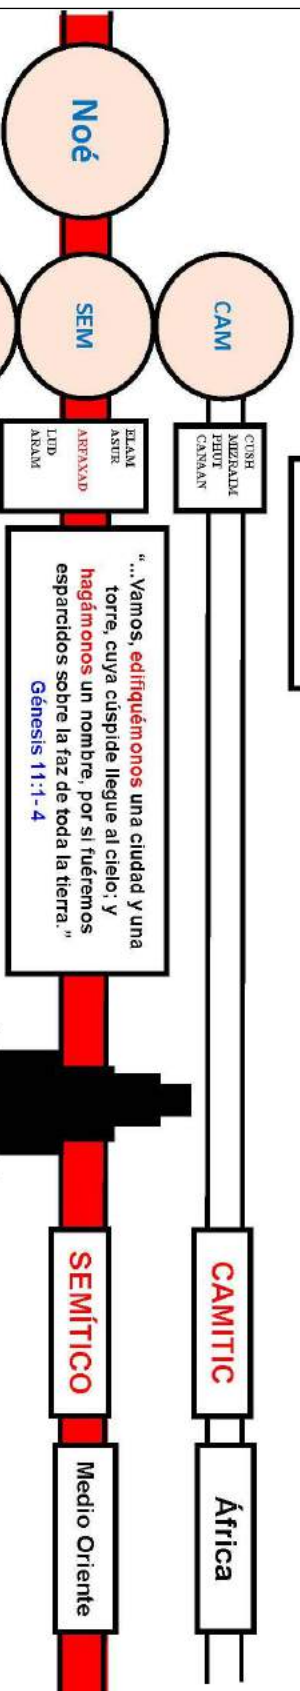 CAM
CUSH
MIZRAIM
PHUT
CANAAN
CAMITIC
África
Noé
SEM
ELAM
ASUR
ARFAXAD
LUD
ARAM
“...Vamos, edifiquémonos una ciudad y una
torre, cuya cúspide llegue al cielo; y
hagámonos un nombre, por si fuéremos
esparcidos sobre la faz de toda la tierra.”
Génesis 11:1- 4
SEMÍTICO
Medio Oriente